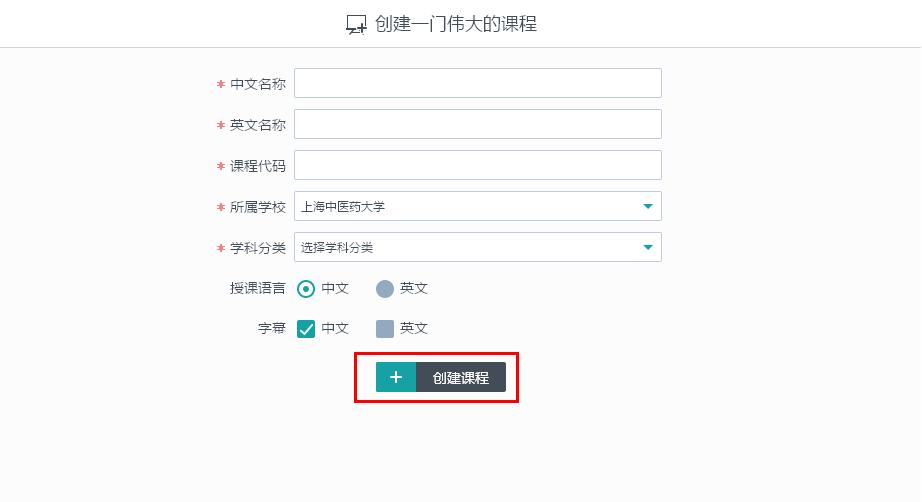 创建一门伟大的课程
* 中文名称
* 英文名称
* 课程代码
* 所属学校 上海中医药大学
* 学科分类 选择学科分类
授课语言 中文 英文
字幕 中文 英文
+ 创建课程